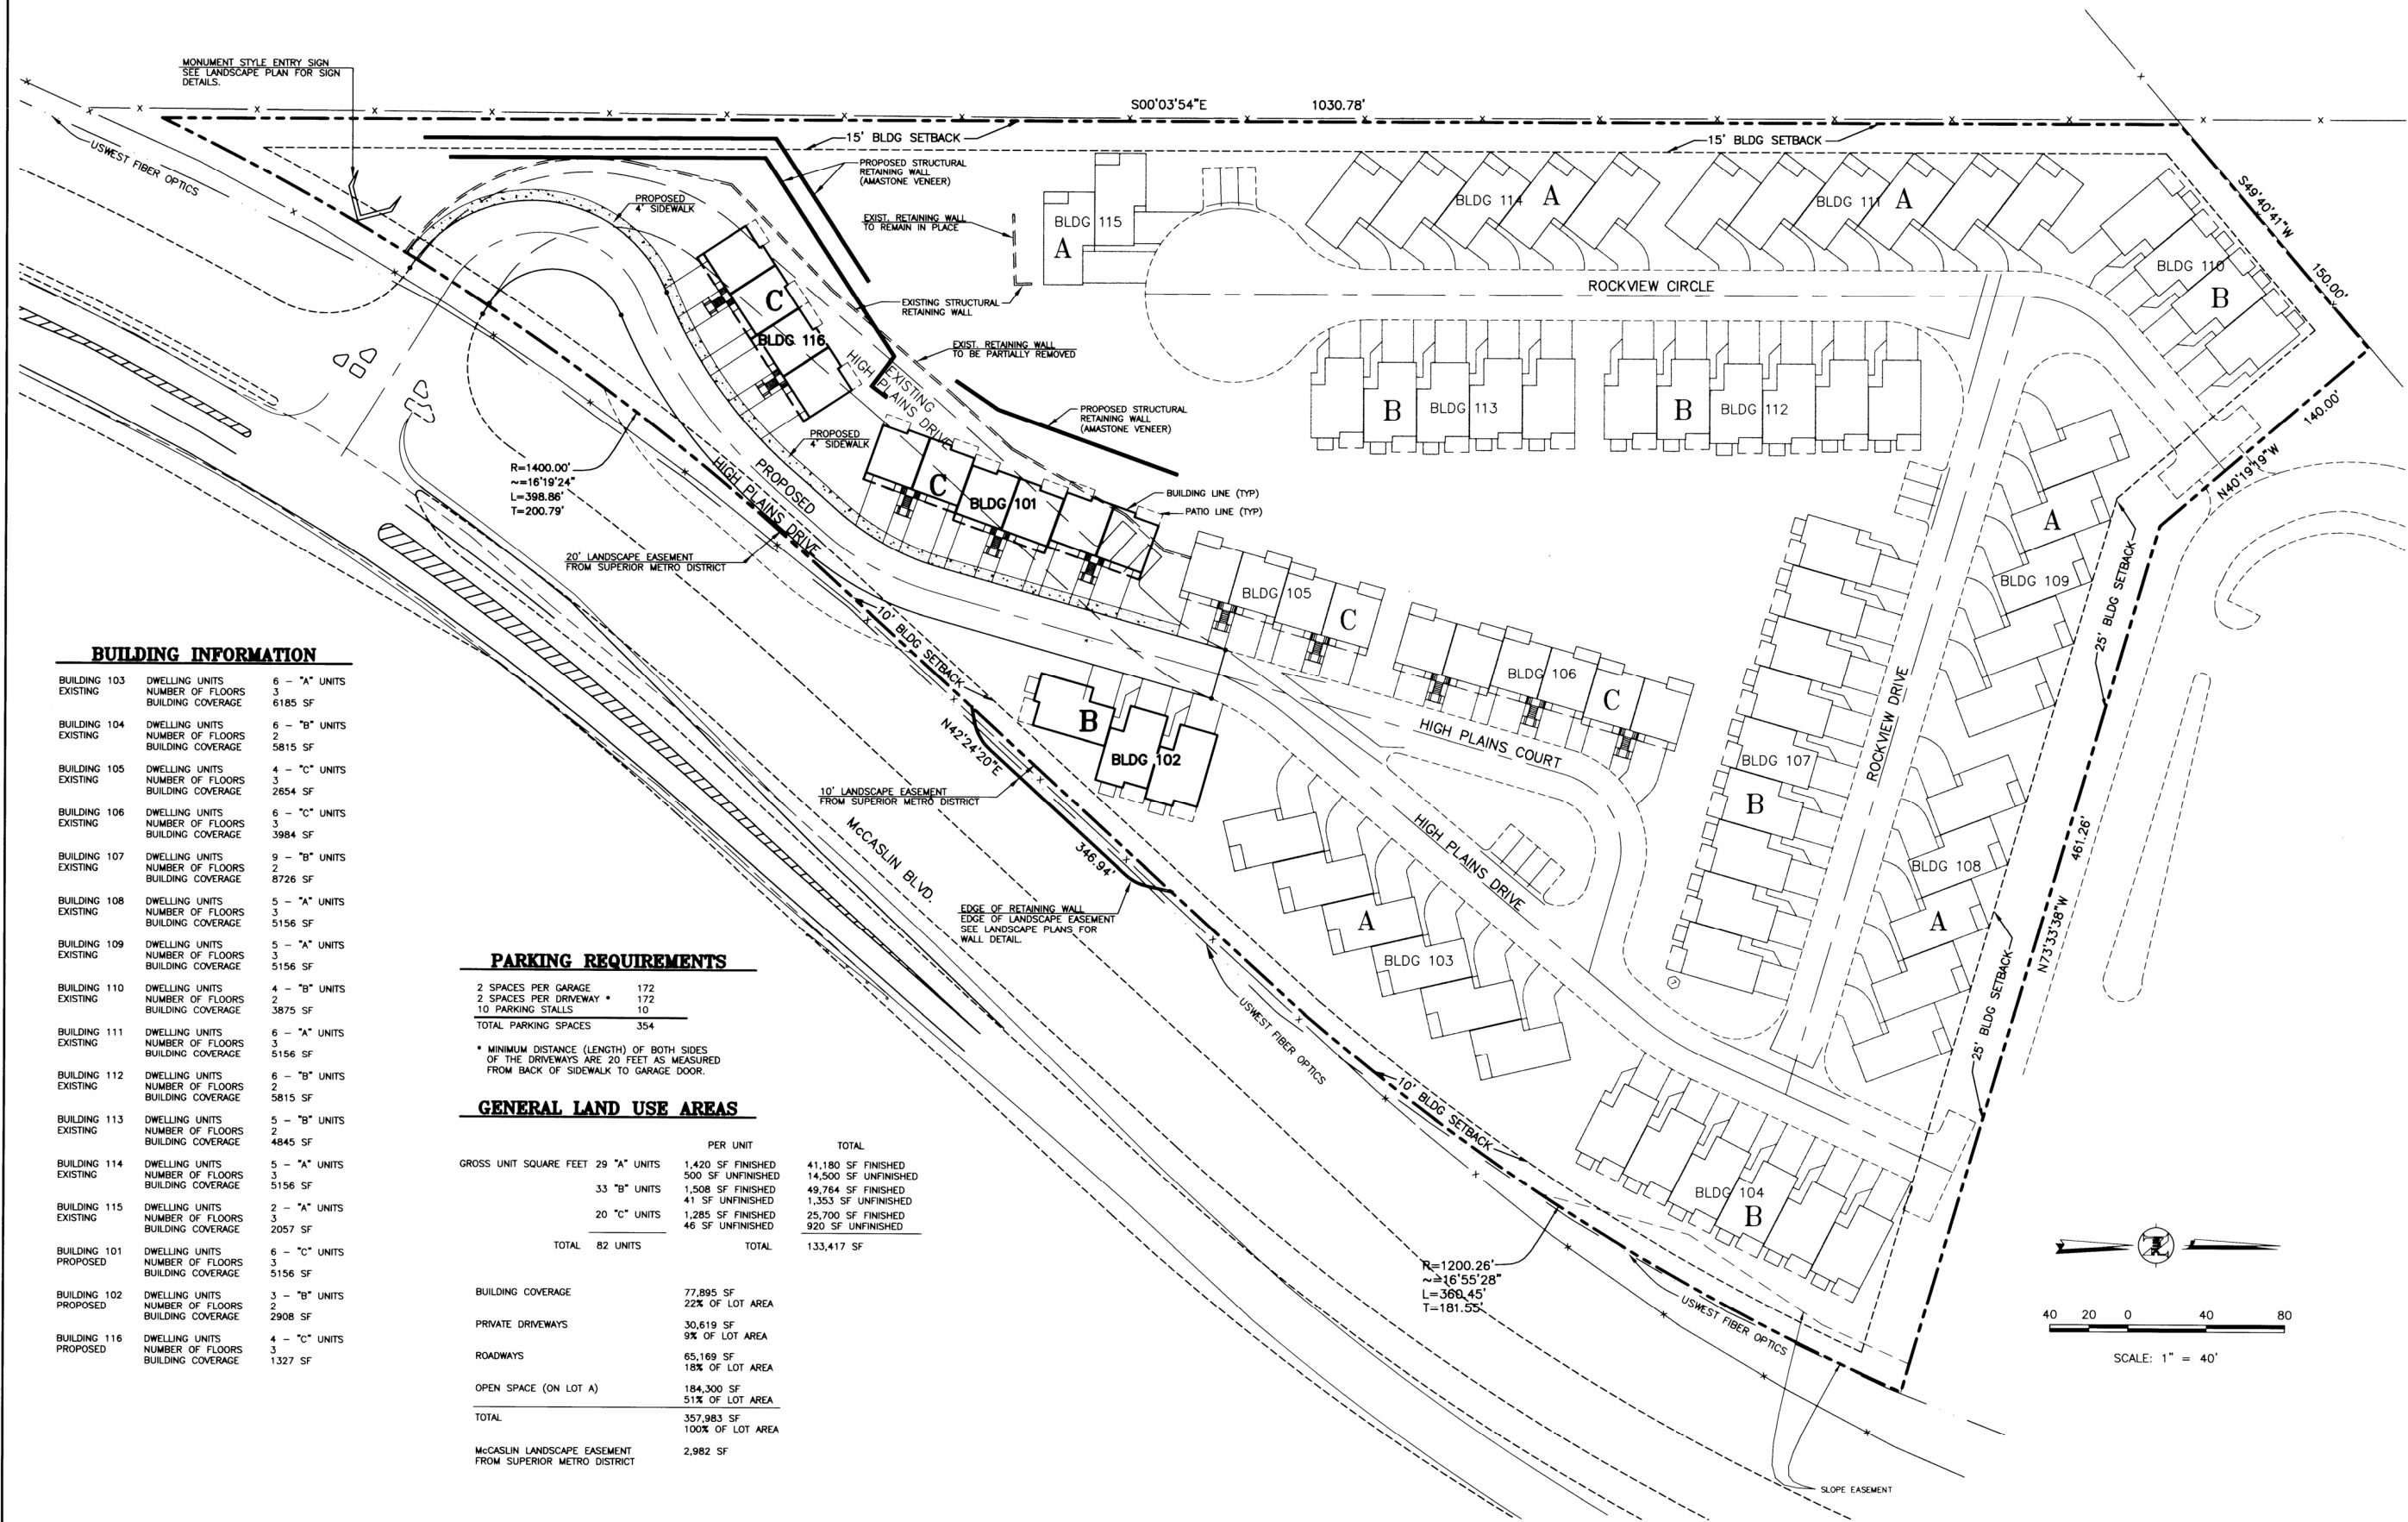 MONUMENT STYLE ENTRY SIGN
SEE LANDSCAPE PLAN FOR SIGN
DETAILS.
S00'03'54"E 1030.78'
15' BLDG SETBACK
15' BLDG SETBACK
USWEST FIBER OPTICS
PROPOSED STRUCTURAL
RETAINING WALL
(AMASTONE VENEER)
PROPOSED
4' SIDEWALK
EXIST. RETAINING WALL
TO REMAIN IN PLACE
EXISTING STRUCTURAL
RETAINING WALL
EXIST. RETAINING WALL
TO BE PARTIALLY REMOVED
PROPOSED STRUCTURAL
RETAINING WALL
(AMASTONE VENEER)
BLDG 115
A
BLDG 114
A
BLDG 111
A
S49'40'41"W
150.00'
BLDG 110
B
ROCKVIEW CIRCLE
C
BLDG 116
EXISTING
HIGH PLAINS DRIVE
B
BLDG 113
B
BLDG 112
140.00'
N40'19'19"W
R=1400.00'
~=16'19'24"
L=398.86'
T=200.79'
PROPOSED
4' SIDEWALK
PROPOSED
HIGH PLAINS DRIVE
C
BLDG 101
BUILDING LINE (TYP)
PATIO LINE (TYP)
20' LANDSCAPE EASEMENT
FROM SUPERIOR METRO DISTRICT
A
BLDG 109
25' BLDG SETBACK
BLDG 105
C
10' BLDG SETBACK
BLDG 106
C
HIGH PLAINS COURT
ROCKVIEW DRIVE
B
BLDG 102
N42'24'20"E
346.94'
10' LANDSCAPE EASEMENT
FROM SUPERIOR METRO DISTRICT
McCASLIN BLVD.
EDGE OF RETAINING WALL
EDGE OF LANDSCAPE EASEMENT
SEE LANDSCAPE PLANS FOR
WALL DETAIL.
HIGH PLAINS DRIVE
BLDG 107
B
BLDG 108
A
461.26'
N73'33'38"W
25' BLDG SETBACK
A
BLDG 103
7
USWEST FIBER OPTICS
10' BLDG SETBACK
BLDG 104
B
R=1200.26'
~=16'55'28"
L=360.45'
T=181.55'
USWEST FIBER OPTICS
SLOPE EASEMENT
40 20 0 40 80
SCALE: 1" = 40'
BUILDING INFORMATION
BUILDING 103 DWELLING UNITS 6 - "A" UNITS
EXISTING NUMBER OF FLOORS 3
BUILDING COVERAGE 6185 SF
BUILDING 104 DWELLING UNITS 6 - "B" UNITS
EXISTING NUMBER OF FLOORS 2
BUILDING COVERAGE 5815 SF
BUILDING 105 DWELLING UNITS 4 - "C" UNITS
EXISTING NUMBER OF FLOORS 3
BUILDING COVERAGE 2654 SF
BUILDING 106 DWELLING UNITS 6 - "C" UNITS
EXISTING NUMBER OF FLOORS 3
BUILDING COVERAGE 3984 SF
BUILDING 107 DWELLING UNITS 9 - "B" UNITS
EXISTING NUMBER OF FLOORS 2
BUILDING COVERAGE 8726 SF
BUILDING 108 DWELLING UNITS 5 - "A" UNITS
EXISTING NUMBER OF FLOORS 3
BUILDING COVERAGE 5156 SF
BUILDING 109 DWELLING UNITS 5 - "A" UNITS
EXISTING NUMBER OF FLOORS 3
BUILDING COVERAGE 5156 SF
BUILDING 110 DWELLING UNITS 4 - "B" UNITS
EXISTING NUMBER OF FLOORS 2
BUILDING COVERAGE 3875 SF
BUILDING 111 DWELLING UNITS 6 - "A" UNITS
EXISTING NUMBER OF FLOORS 3
BUILDING COVERAGE 5156 SF
BUILDING 112 DWELLING UNITS 6 - "B" UNITS
EXISTING NUMBER OF FLOORS 2
BUILDING COVERAGE 5815 SF
BUILDING 113 DWELLING UNITS 5 - "B" UNITS
EXISTING NUMBER OF FLOORS 2
BUILDING COVERAGE 4845 SF
BUILDING 114 DWELLING UNITS 5 - "A" UNITS
EXISTING NUMBER OF FLOORS 3
BUILDING COVERAGE 5156 SF
BUILDING 115 DWELLING UNITS 2 - "A" UNITS
EXISTING NUMBER OF FLOORS 3
BUILDING COVERAGE 2057 SF
BUILDING 101 DWELLING UNITS 6 - "C" UNITS
PROPOSED NUMBER OF FLOORS 3
BUILDING COVERAGE 5156 SF
BUILDING 102 DWELLING UNITS 3 - "B" UNITS
PROPOSED NUMBER OF FLOORS 2
BUILDING COVERAGE 2908 SF
BUILDING 116 DWELLING UNITS 4 - "C" UNITS
PROPOSED NUMBER OF FLOORS 3
BUILDING COVERAGE 1327 SF
PARKING REQUIREMENTS
2 SPACES PER GARAGE 172
2 SPACES PER DRIVEWAY * 172
10 PARKING STALLS 10
TOTAL PARKING SPACES 354
* MINIMUM DISTANCE (LENGTH) OF BOTH SIDES
OF THE DRIVEWAYS ARE 20 FEET AS MEASURED
FROM BACK OF SIDEWALK TO GARAGE DOOR.
GENERAL LAND USE AREAS
PER UNIT TOTAL
GROSS UNIT SQUARE FEET 29 "A" UNITS 1,420 SF FINISHED 41,180 SF FINISHED
500 SF UNFINISHED 14,500 SF UNFINISHED
33 "B" UNITS 1,508 SF FINISHED 49,764 SF FINISHED
41 SF UNFINISHED 1,353 SF UNFINISHED
20 "C" UNITS 1,285 SF FINISHED 25,700 SF FINISHED
46 SF UNFINISHED 920 SF UNFINISHED
TOTAL 82 UNITS TOTAL 133,417 SF
BUILDING COVERAGE 77,895 SF
22% OF LOT AREA
PRIVATE DRIVEWAYS 30,619 SF
9% OF LOT AREA
ROADWAYS 65,169 SF
18% OF LOT AREA
OPEN SPACE (ON LOT A) 184,300 SF
51% OF LOT AREA
TOTAL 357,983 SF
100% OF LOT AREA
McCASLIN LANDSCAPE EASEMENT 2,982 SF
FROM SUPERIOR METRO DISTRICT